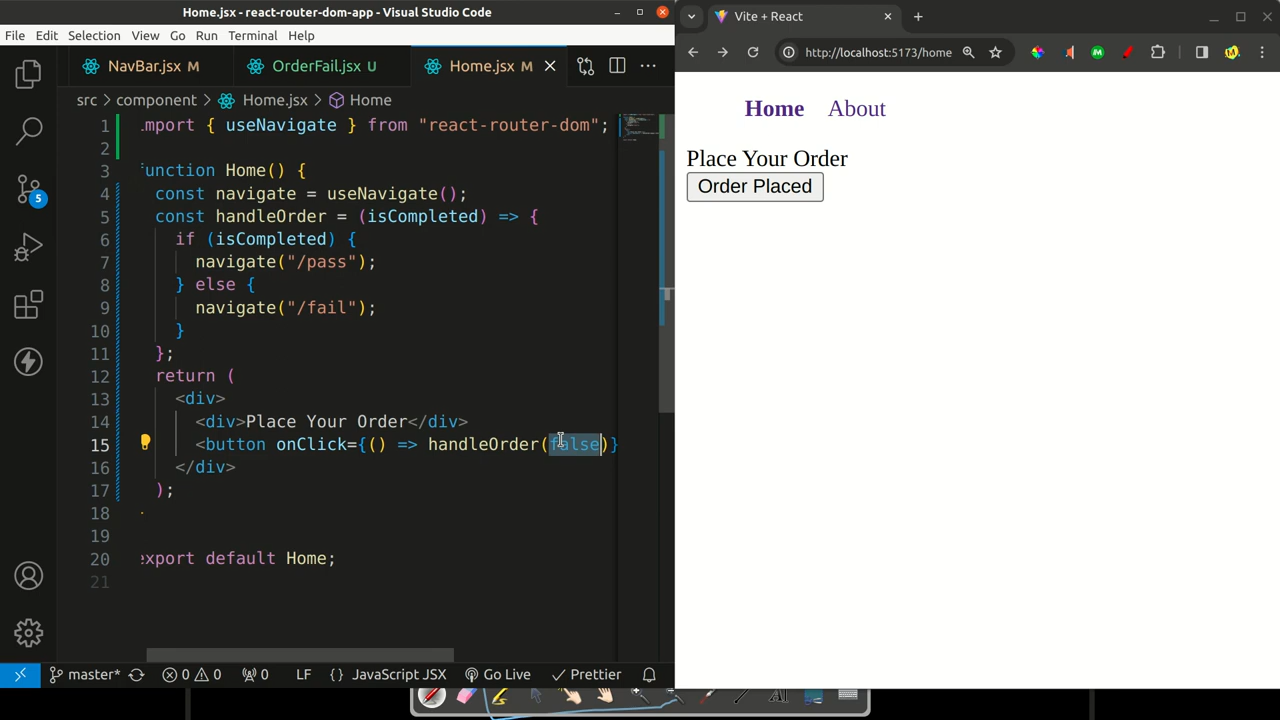 Home.jsx - react-router-dom-app - Visual Studio Code
File Edit Selection View Go Run Terminal Help
NavBar.jsx M
OrderFail.jsx U
Home.jsx M
src > component > Home.jsx > Home
1 import { useNavigate } from "react-router-dom";
2
3 function Home() {
4 const navigate = useNavigate();
5 const handleOrder = (isCompleted) => {
6 if (isCompleted) {
7 navigate("/pass");
8 } else {
9 navigate("/fail");
10 }
11 };
12 return (
13 <div>
14 <div>Place Your Order</div>
15 <button onClick={() => handleOrder(false)}
16 </div>
17 );
18
19
20 export default Home;
21
5
master* 0 0 0 LF {} JavaScript JSX Go Live Prettier
Vite + React
http://localhost:5173/home
Home About
Place Your Order
Order Placed